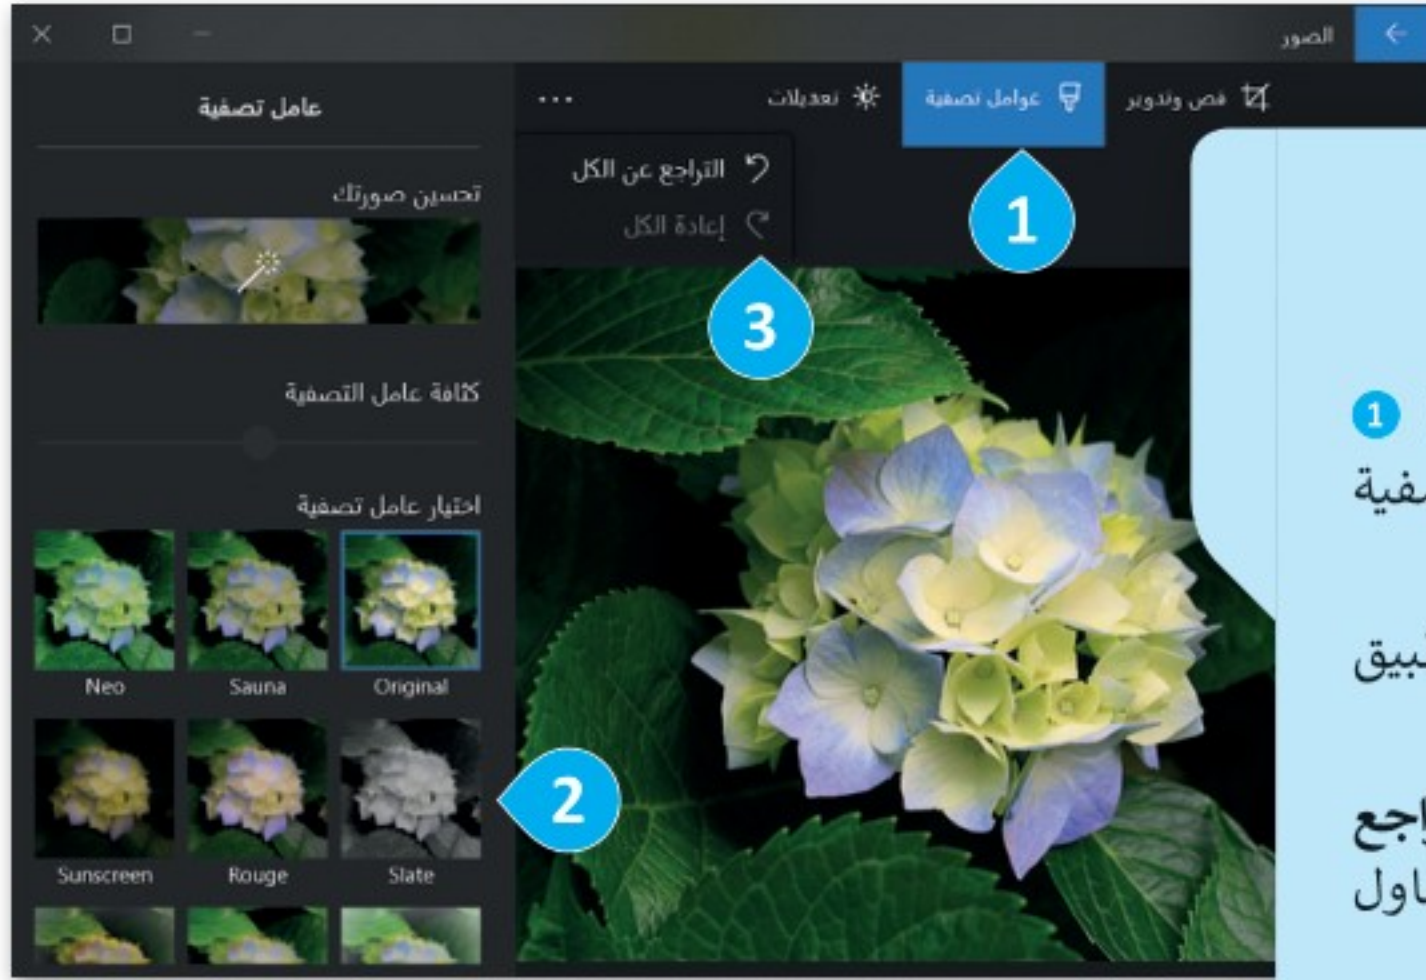 الصور
قص وتدوير
عوامل تصفية
تعديلات
...
1
التراجع عن الكل
إعادة الكل
3
عامل تصفية
تحسين صورتك
كثافة عامل التصفية
اختيار عامل تصفية
Original
Sauna
Neo
Slate
Rouge
Sunscreen
2
1